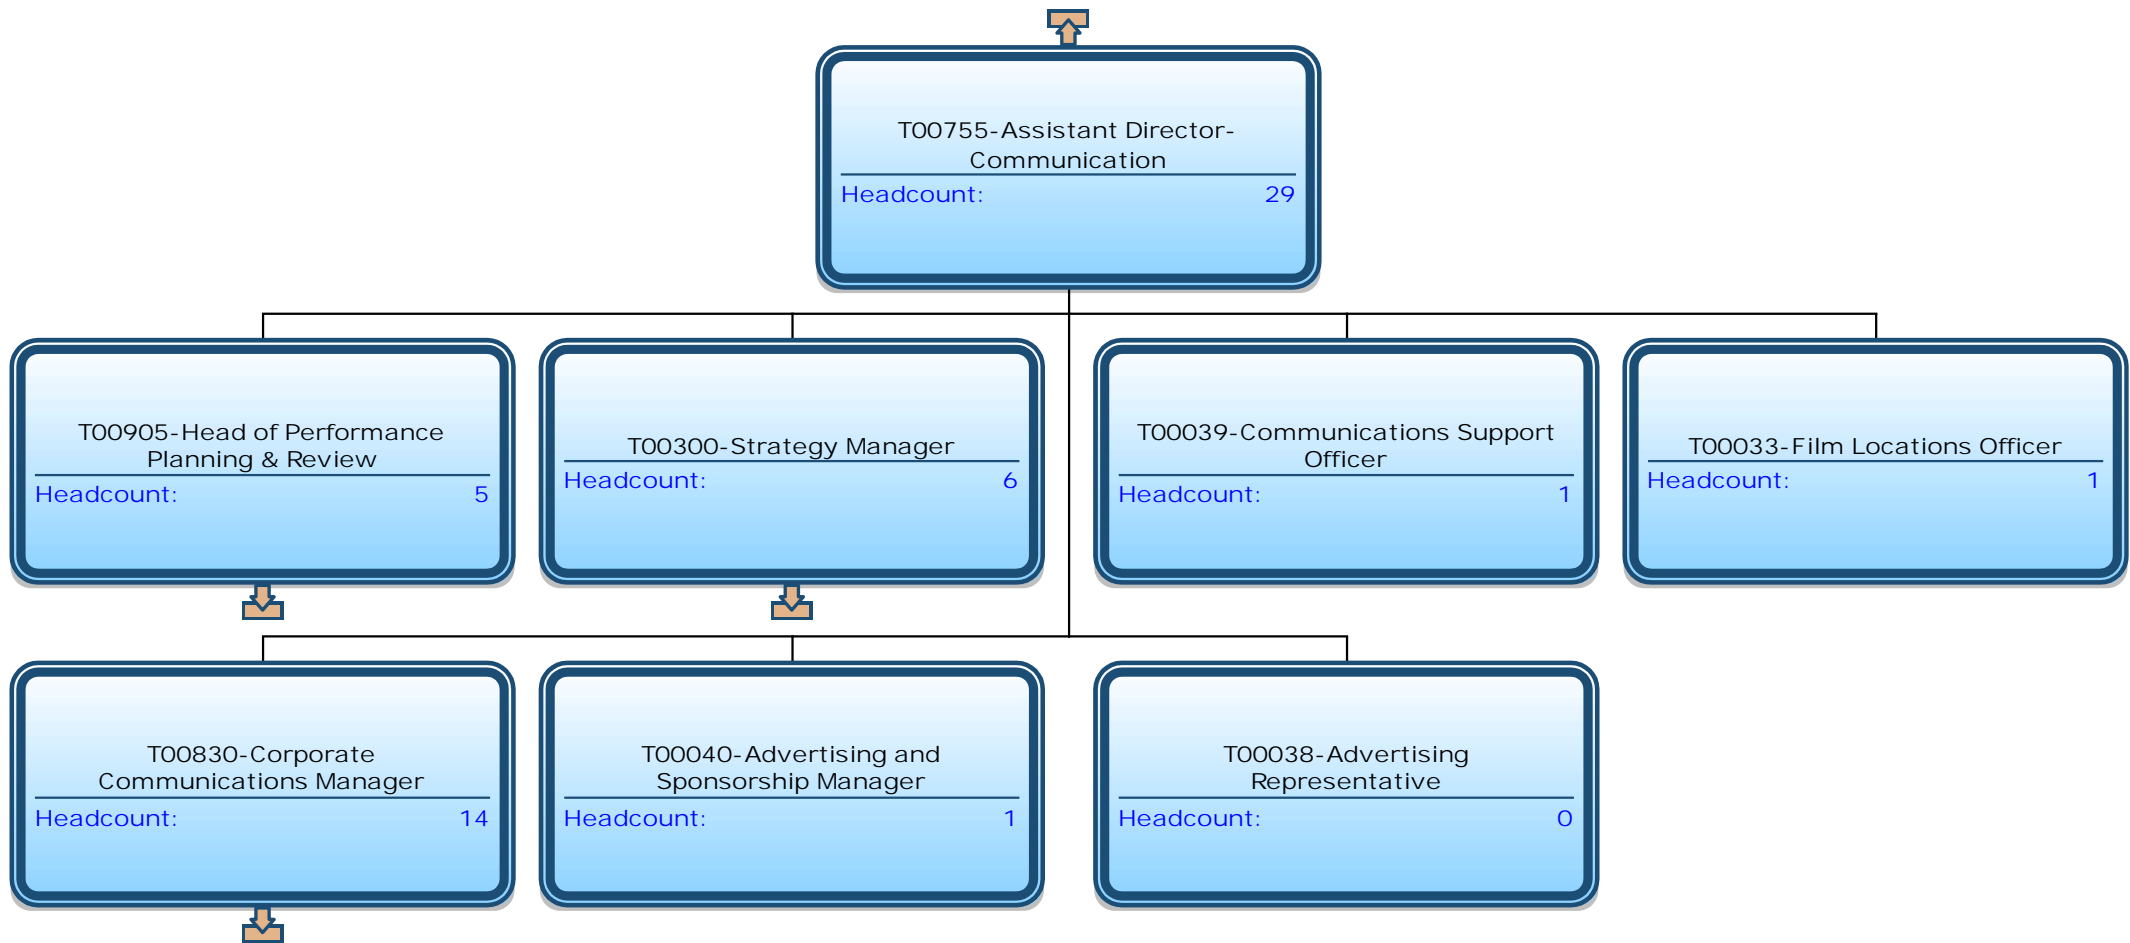 T00755-Assistant Director-
Communication
Headcount: 29
T00905-Head of Performance
Planning & Review
Headcount: 5
T00300-Strategy Manager
Headcount: 6
T00039-Communications Support
Officer
Headcount: 1
T00033-Film Locations Officer
Headcount: 1
T00830-Corporate
Communications Manager
Headcount: 14
T00040-Advertising and
Sponsorship Manager
Headcount: 1
T00038-Advertising
Representative
Headcount: 0